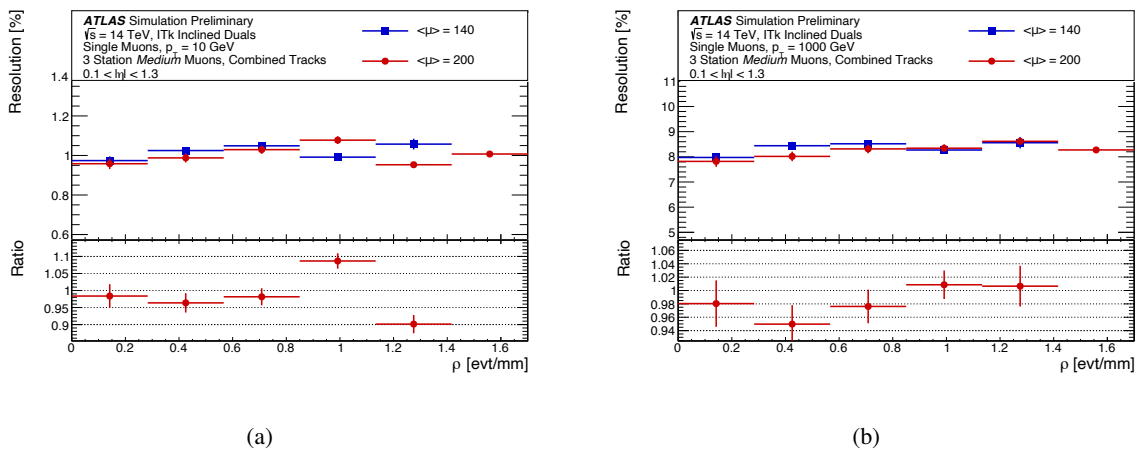 ATLAS Simulation Preliminary
√s = 14 TeV, ITk Inclined Duals
Single Muons, p_T = 10 GeV
3 Station Medium Muons, Combined Tracks
0.1 < |η| < 1.3
<μ> = 140
<μ> = 200
Resolution [%]
1.4
1.2
1
0.8
0.6
Ratio
1.1
1.05
1
0.95
0.9
0 0.2 0.4 0.6 0.8 1 1.2 1.4 1.6
ρ [evt/mm]
(a)
ATLAS Simulation Preliminary
√s = 14 TeV, ITk Inclined Duals
Single Muons, p_T = 1000 GeV
3 Station Medium Muons, Combined Tracks
0.1 < |η| < 1.3
<μ> = 140
<μ> = 200
Resolution [%]
11
10
9
8
7
6
5
Ratio
1.06
1.04
1.02
1
0.98
0.96
0.94
0 0.2 0.4 0.6 0.8 1 1.2 1.4 1.6
ρ [evt/mm]
(b)